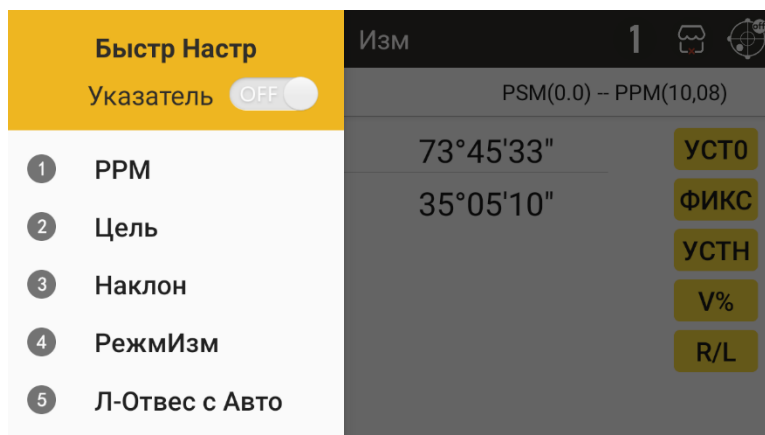 Быстр Настр
Указатель OFF
1 PPM
2 Цель
3 Наклон
4 РежмИзм
5 Л-Отвес с Авто
Изм 1 off
PSM(0.0) -- PPM(10,08)
73°45'33" УСТ0
35°05'10" ФИКС
УСТН
V%
R/L